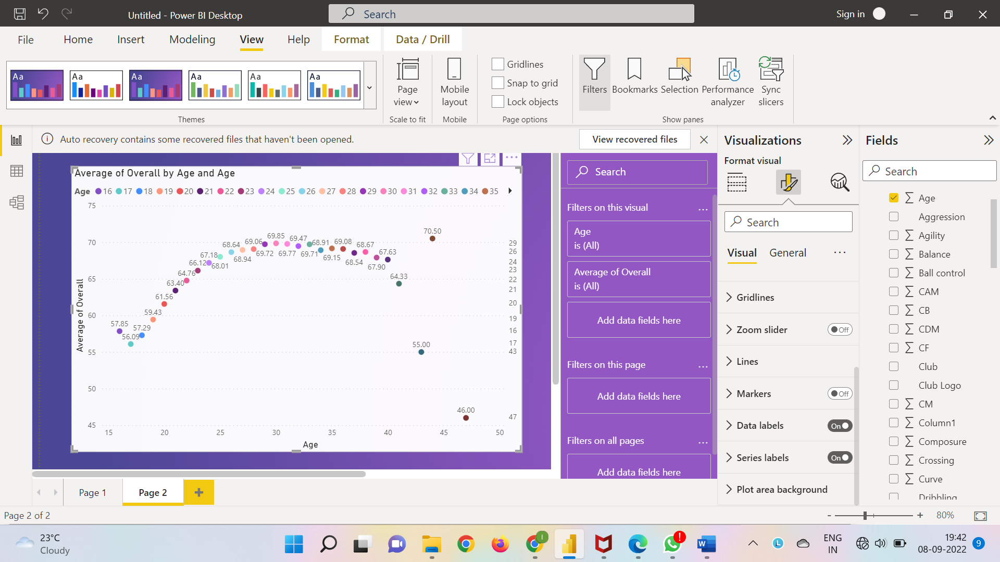 Untitled - Power BI Desktop
Search
Sign in
File Home Insert Modeling View Help Format Data / Drill
Aa Aa Aa Aa Aa Aa
Themes
Page view
Scale to fit
Mobile layout
Mobile
Gridlines
Snap to grid
Lock objects
Page options
Filters
Bookmarks
Selection
Performance analyzer
Sync slicers
Show panes
Auto recovery contains some recovered files that haven't been opened.
View recovered files
Average of Overall by Age and Age
Age 16 17 18 19 20 21 22 23 24 25 26 27 28 29 30 31 32 33 34 35
Average of Overall
75
70
65
60
55
50
45
57.85
56.09
57.29
59.43
61.56
63.40
64.76
66.12
67.18
68.01
68.64
68.94
69.06
69.72
69.85
69.77
69.47
69.71
68.91
69.15
69.08
68.54
68.67
67.90
67.63
64.33
55.00
70.50
46.00
29
26
24
23
22
21
20
19
16
17
43
47
15 20 25 30 35 40 45 50
Age
Search
Filters on this visual ...
Age
is (All)
Average of Overall
is (All)
Add data fields here
Filters on this page ...
Add data fields here
Filters on all pages ...
Add data fields here
Visualizations
Format visual
Search
Visual General ...
Gridlines
Zoom slider Off
Lines
Markers Off
Data labels On
Series labels On
Plot area background
Fields
Search
Age
Aggression
Agility
Balance
Ball control
CAM
CB
CDM
CF
Club
Club Logo
CM
Column1
Composure
Crossing
Curve
Dribbling
Page 1
Page 2
Page 2 of 2
- + 80%
23°C
Cloudy
ENG
IN
19:42
08-09-2022
9